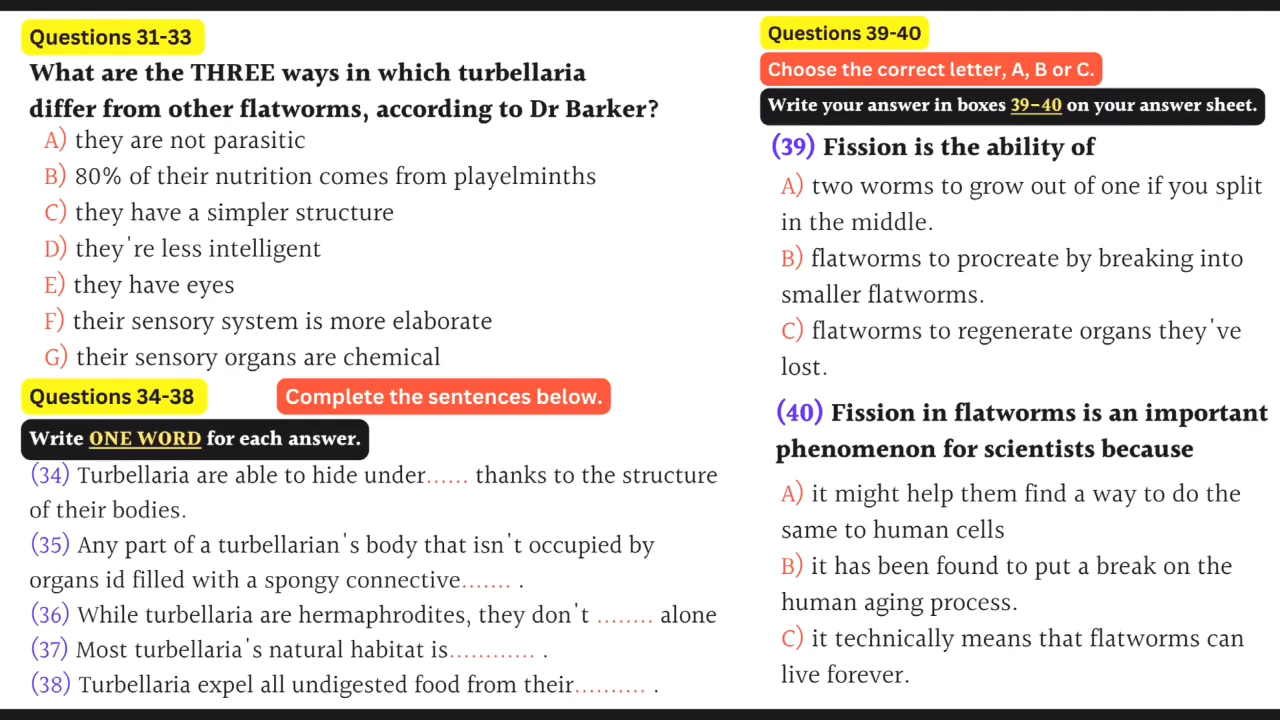 Questions 31-33
What are the THREE ways in which turbellaria
differ from other flatworms, according to Dr Barker?
A) they are not parasitic
B) 80% of their nutrition comes from playelminths
C) they have a simpler structure
D) they're less intelligent
E) they have eyes
F) their sensory system is more elaborate
G) their sensory organs are chemical
Questions 34-38
Complete the sentences below.
Write ONE WORD for each answer.
(34) Turbellaria are able to hide under...... thanks to the structure
of their bodies.
(35) Any part of a turbellarian's body that isn't occupied by
organs id filled with a spongy connective....... .
(36) While turbellaria are hermaphrodites, they don't ........ alone
(37) Most turbellaria's natural habitat is............ .
(38) Turbellaria expel all undigested food from their.......... .
Questions 39-40
Choose the correct letter, A, B or C.
Write your answer in boxes 39–40 on your answer sheet.
(39) Fission is the ability of
A) two worms to grow out of one if you split
in the middle.
B) flatworms to procreate by breaking into
smaller flatworms.
C) flatworms to regenerate organs they've
lost.
(40) Fission in flatworms is an important
phenomenon for scientists because
A) it might help them find a way to do the
same to human cells
B) it has been found to put a break on the
human aging process.
C) it technically means that flatworms can
live forever.